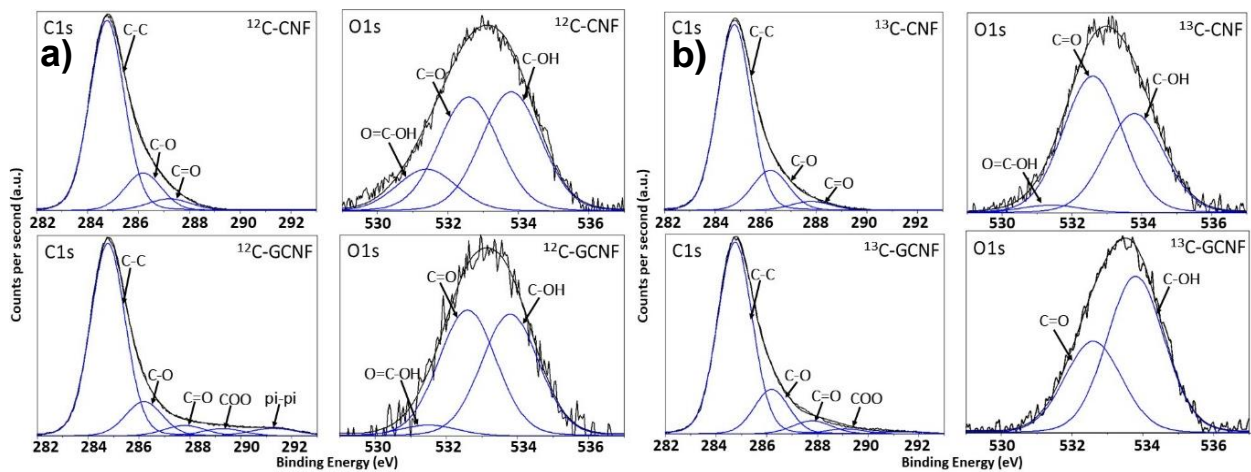 a)
C1s
¹²C-CNF
C-C
C-O
C=O
282 284 286 288 290 292
O1s
¹²C-CNF
C=O
C-OH
O=C-OH
530 532 534 536
b)
C1s
¹³C-CNF
C-C
C-O
C=O
282 284 286 288 290 292
O1s
¹³C-CNF
C=O
C-OH
O=C-OH
530 532 534 536
Counts per second (a.u.)
C1s
¹²C-GCNF
C-C
C-O
C=O
COO
pi-pi
282 284 286 288 290 292
O1s
¹²C-GCNF
C=O
C-OH
O=C-OH
530 532 534 536
Binding Energy (eV)
Counts per second (a.u.)
C1s
¹³C-GCNF
C-C
C-O
C=O
COO
282 284 286 288 290 292
O1s
¹³C-GCNF
C=O
C-OH
530 532 534 536
Binding Energy (eV)